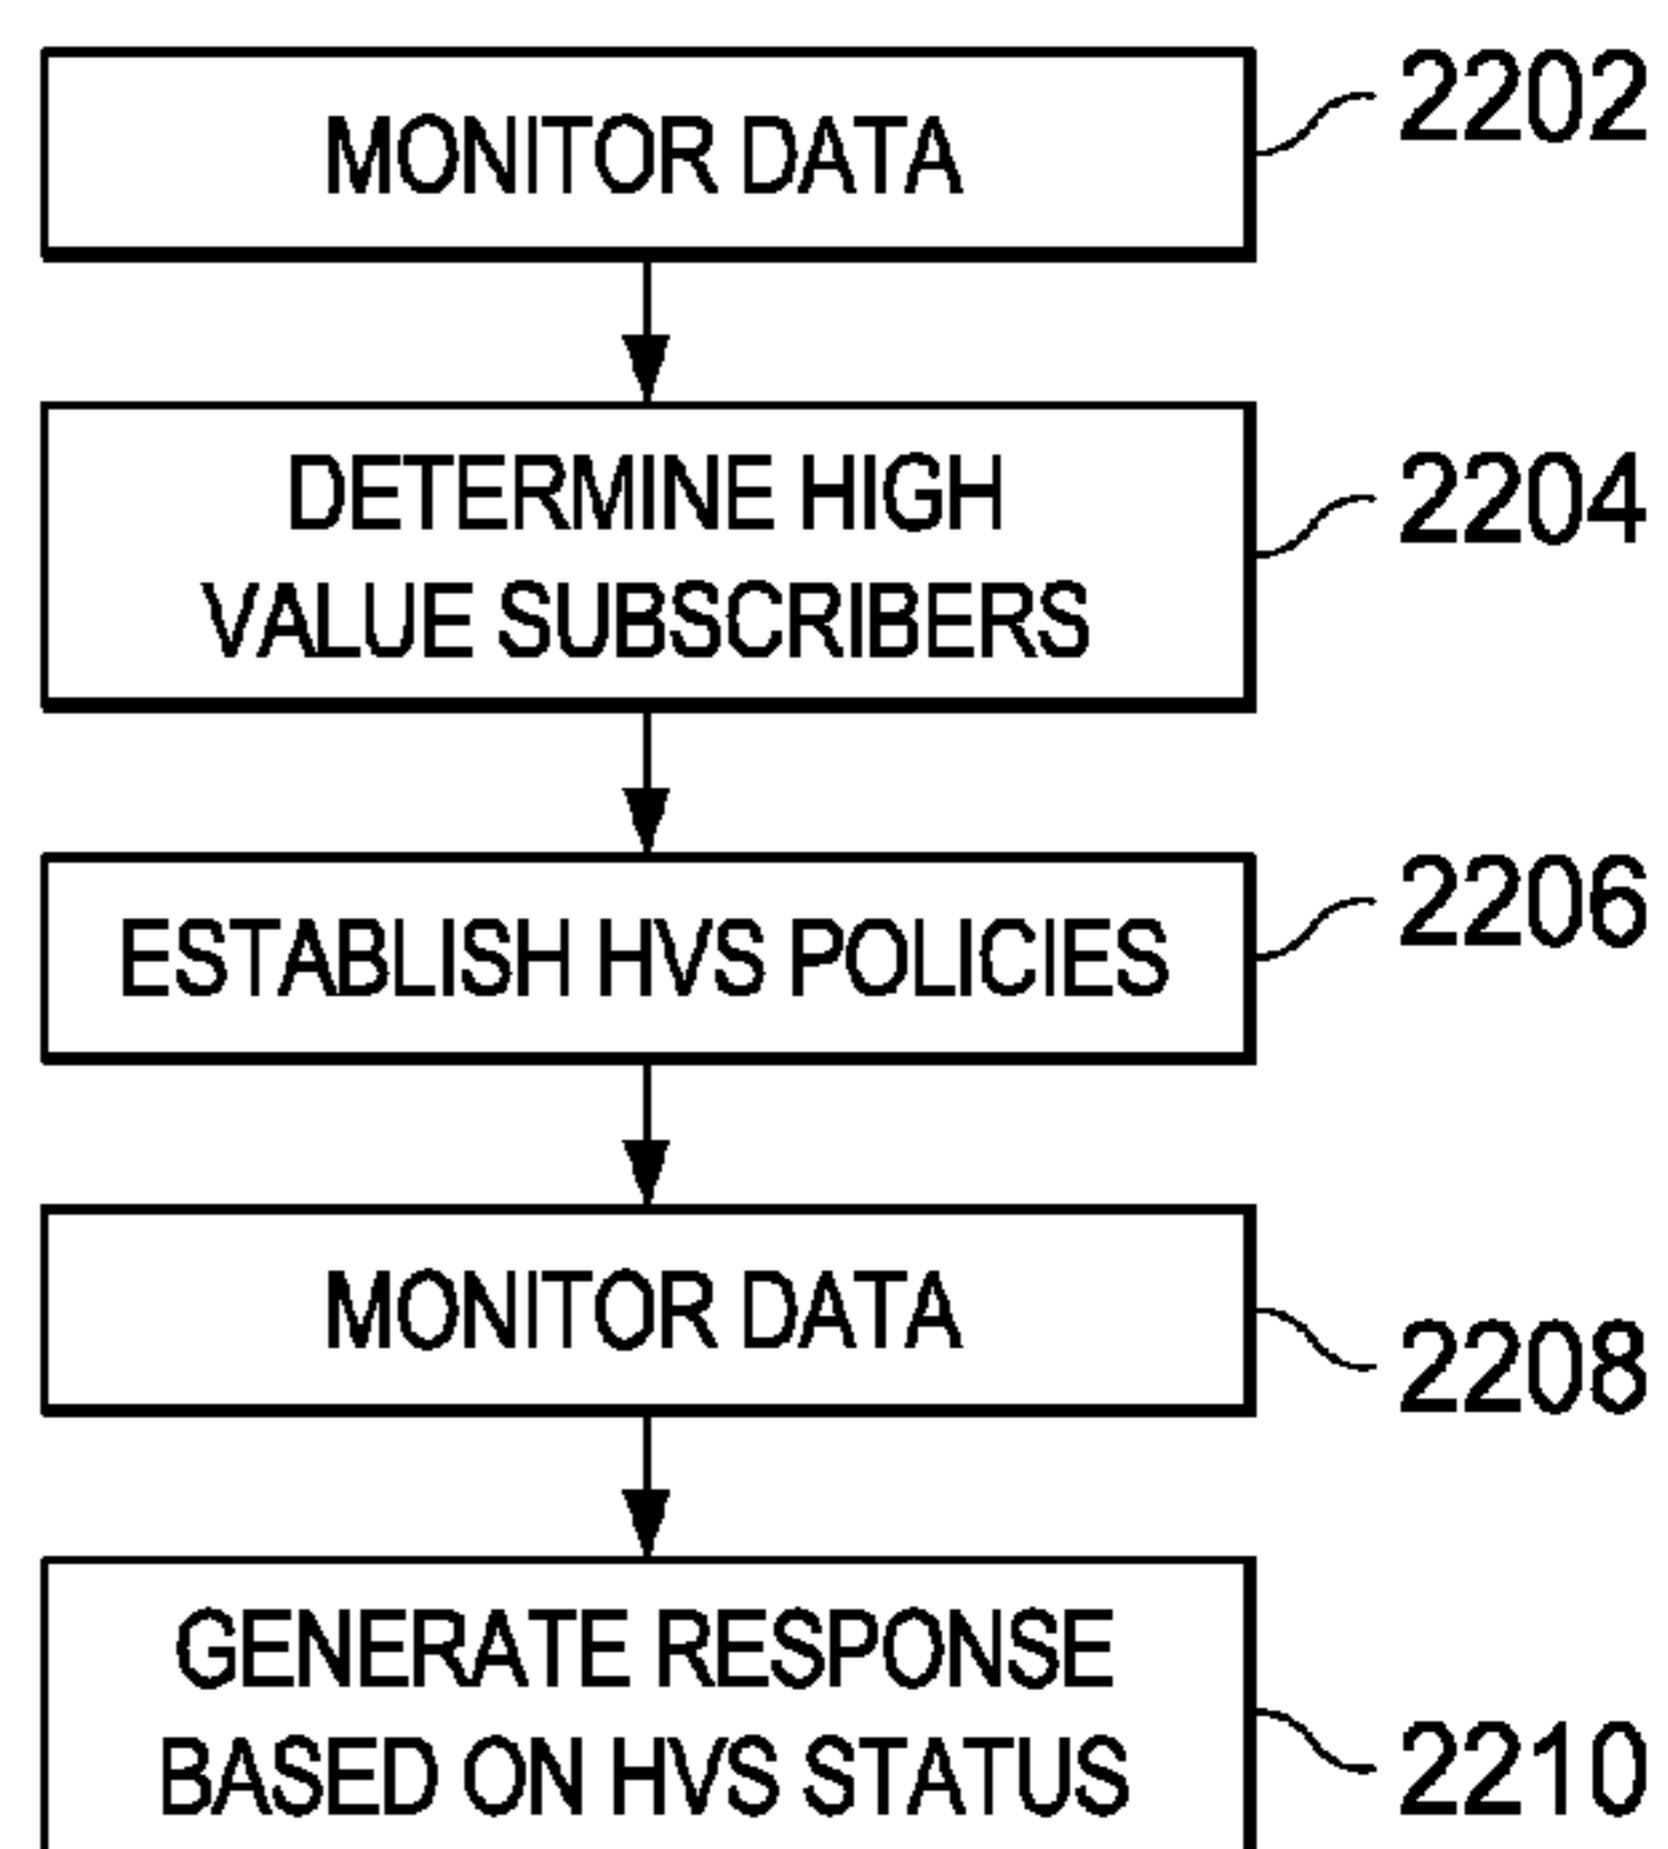 MONITOR DATA
2202
DETERMINE HIGH
VALUE SUBSCRIBERS
2204
ESTABLISH HVS POLICIES
2206
MONITOR DATA
2208
GENERATE RESPONSE
BASED ON HVS STATUS
2210